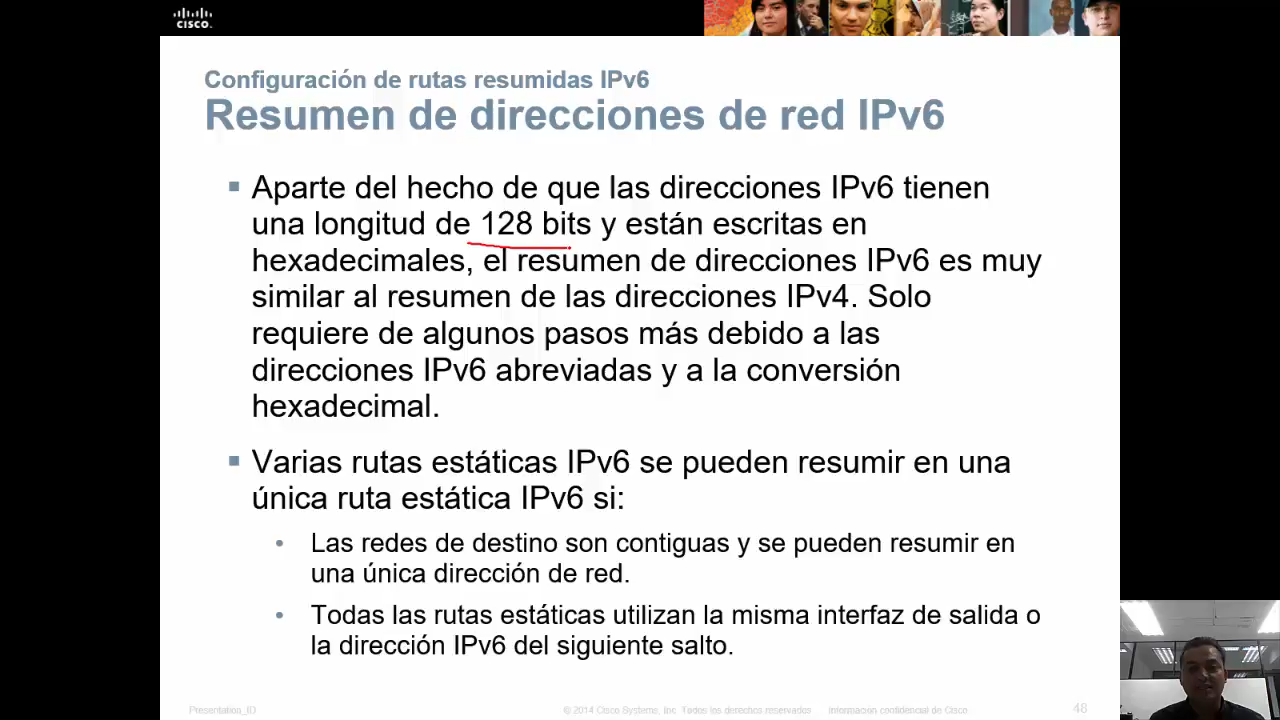 CISCO
Configuración de rutas resumidas IPv6
Resumen de direcciones de red IPv6
Aparte del hecho de que las direcciones IPv6 tienen
una longitud de 128 bits y están escritas en
hexadecimales, el resumen de direcciones IPv6 es muy
similar al resumen de las direcciones IPv4. Solo
requiere de algunos pasos más debido a las
direcciones IPv6 abreviadas y a la conversión
hexadecimal.
Varias rutas estáticas IPv6 se pueden resumir en una
única ruta estática IPv6 si:
Las redes de destino son contiguas y se pueden resumir en
una única dirección de red.
Todas las rutas estáticas utilizan la misma interfaz de salida o
la dirección IPv6 del siguiente salto.
Presentation_ID © 2014 Cisco Systems, Inc. Todos los derechos reservados. Información confidencial de Cisco 48